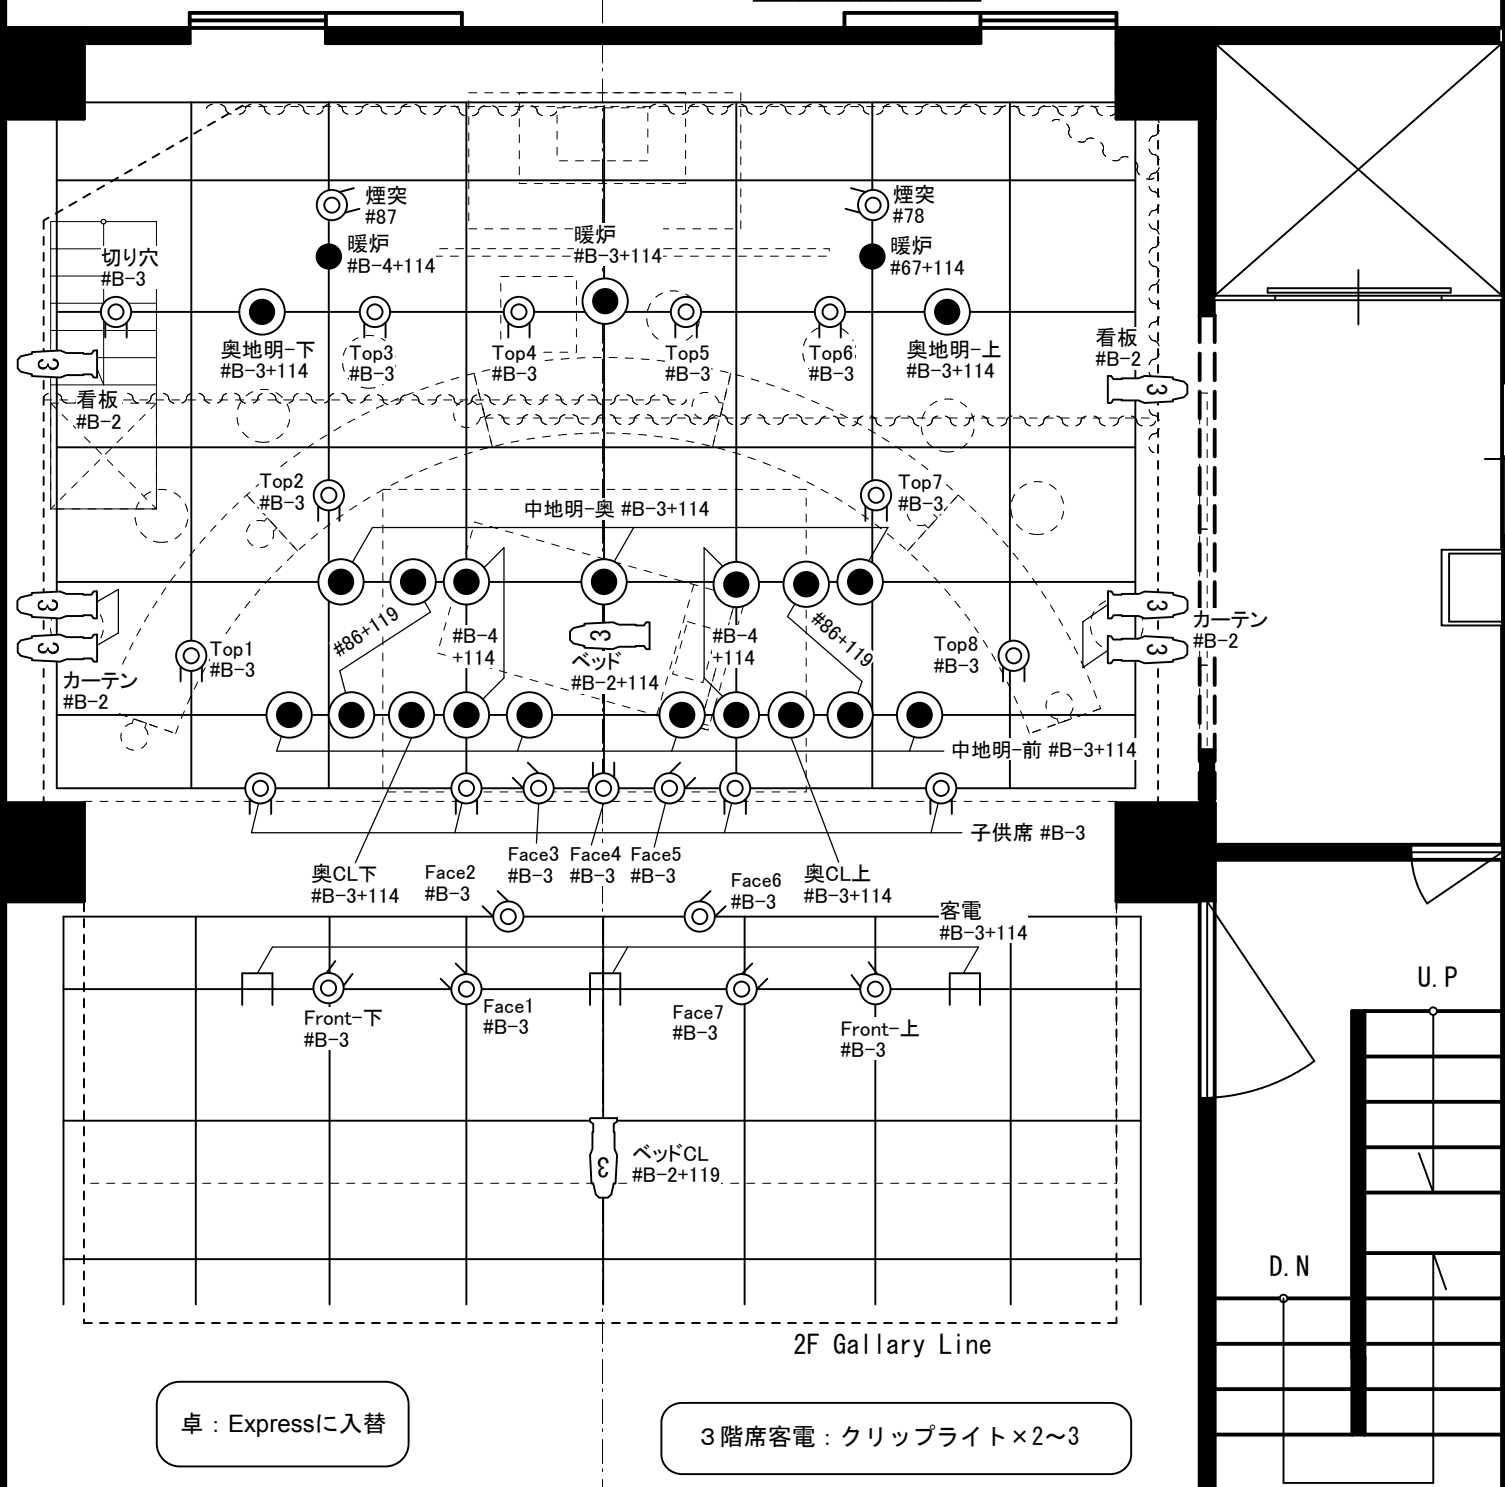 煙突
#87
煙突
#78
暖炉
#B-4+114
暖炉
#B-3+114
暖炉
#67+114
切り穴
#B-3
奥地明-下
#B-3+114
Top3
#B-3
Top4
#B-3
Top5
#B-3
Top6
#B-3
奥地明-上
#B-3+114
看板
#B-2
3
3
看板
#B-2
Top2
#B-3
中地明-奥 #B-3+114
Top7
#B-3
3
3
Top1
#B-3
カーテン
#B-2
#86+119
#B-4
+114
3
ベッド
#B-2+114
#B-4
+114
#86+119
Top8
#B-3
3
3
カーテン
#B-2
中地明-前 #B-3+114
子供席 #B-3
奥CL下
#B-3+114
Face2
#B-3
Face3
#B-3
Face4
#B-3
Face5
#B-3
Face6
#B-3
奥CL上
#B-3+114
客電
#B-3+114
Front-下
#B-3
Face1
#B-3
Face7
#B-3
Front-上
#B-3
U.P
3
ベッドCL
#B-2+119
D.N
2F Gallary Line
卓：Expressに入替
３階席客電：クリップライト×2～3